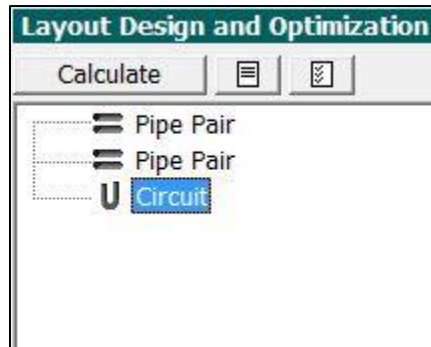 Layout Design and Optimization
Calculate
Pipe Pair
Pipe Pair
Circuit